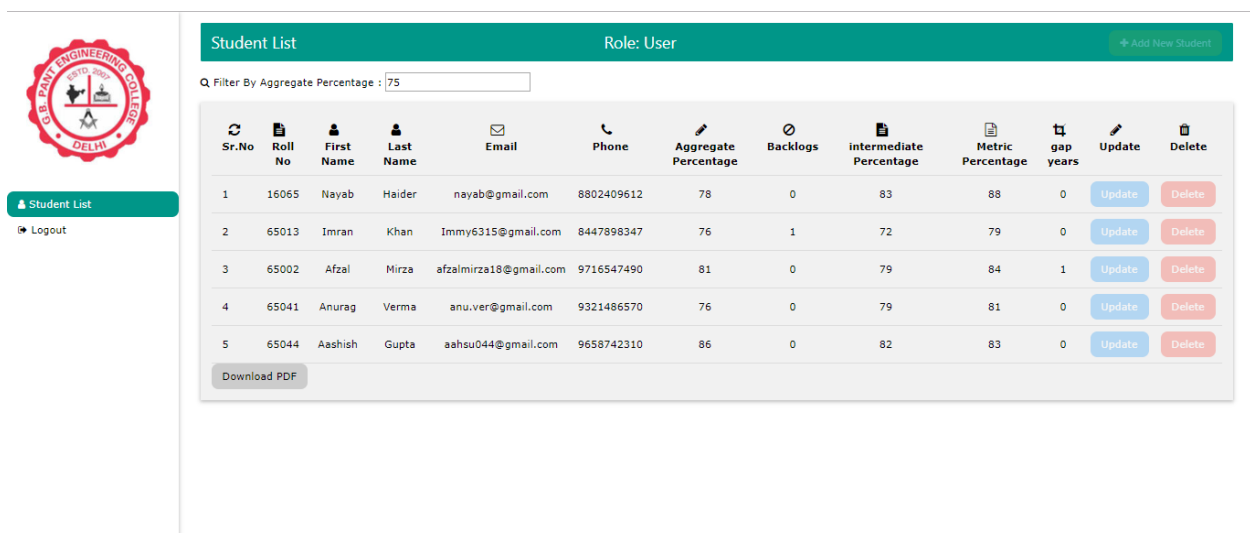 G.B. PANT ENGINEERING COLLEGE
ESTD. 2007
DELHI
Student List
Logout
Student List Role: User Add New Student
Filter By Aggregate Percentage : 75
Sr.No Roll No First Name Last Name Email Phone Aggregate Percentage Backlogs intermediate Percentage Metric Percentage gap years Update Delete
1 16065 Nayab Haider nayab@gmail.com 8802409612 78 0 83 88 0 Update Delete
2 65013 Imran Khan Immy6315@gmail.com 8447898347 76 1 72 79 0 Update Delete
3 65002 Afzal Mirza afzalmirza18@gmail.com 9716547490 81 0 79 84 1 Update Delete
4 65041 Anurag Verma anu.ver@gmail.com 9321486570 76 0 79 81 0 Update Delete
5 65044 Aashish Gupta aahsu044@gmail.com 9658742310 86 0 82 83 0 Update Delete
Download PDF